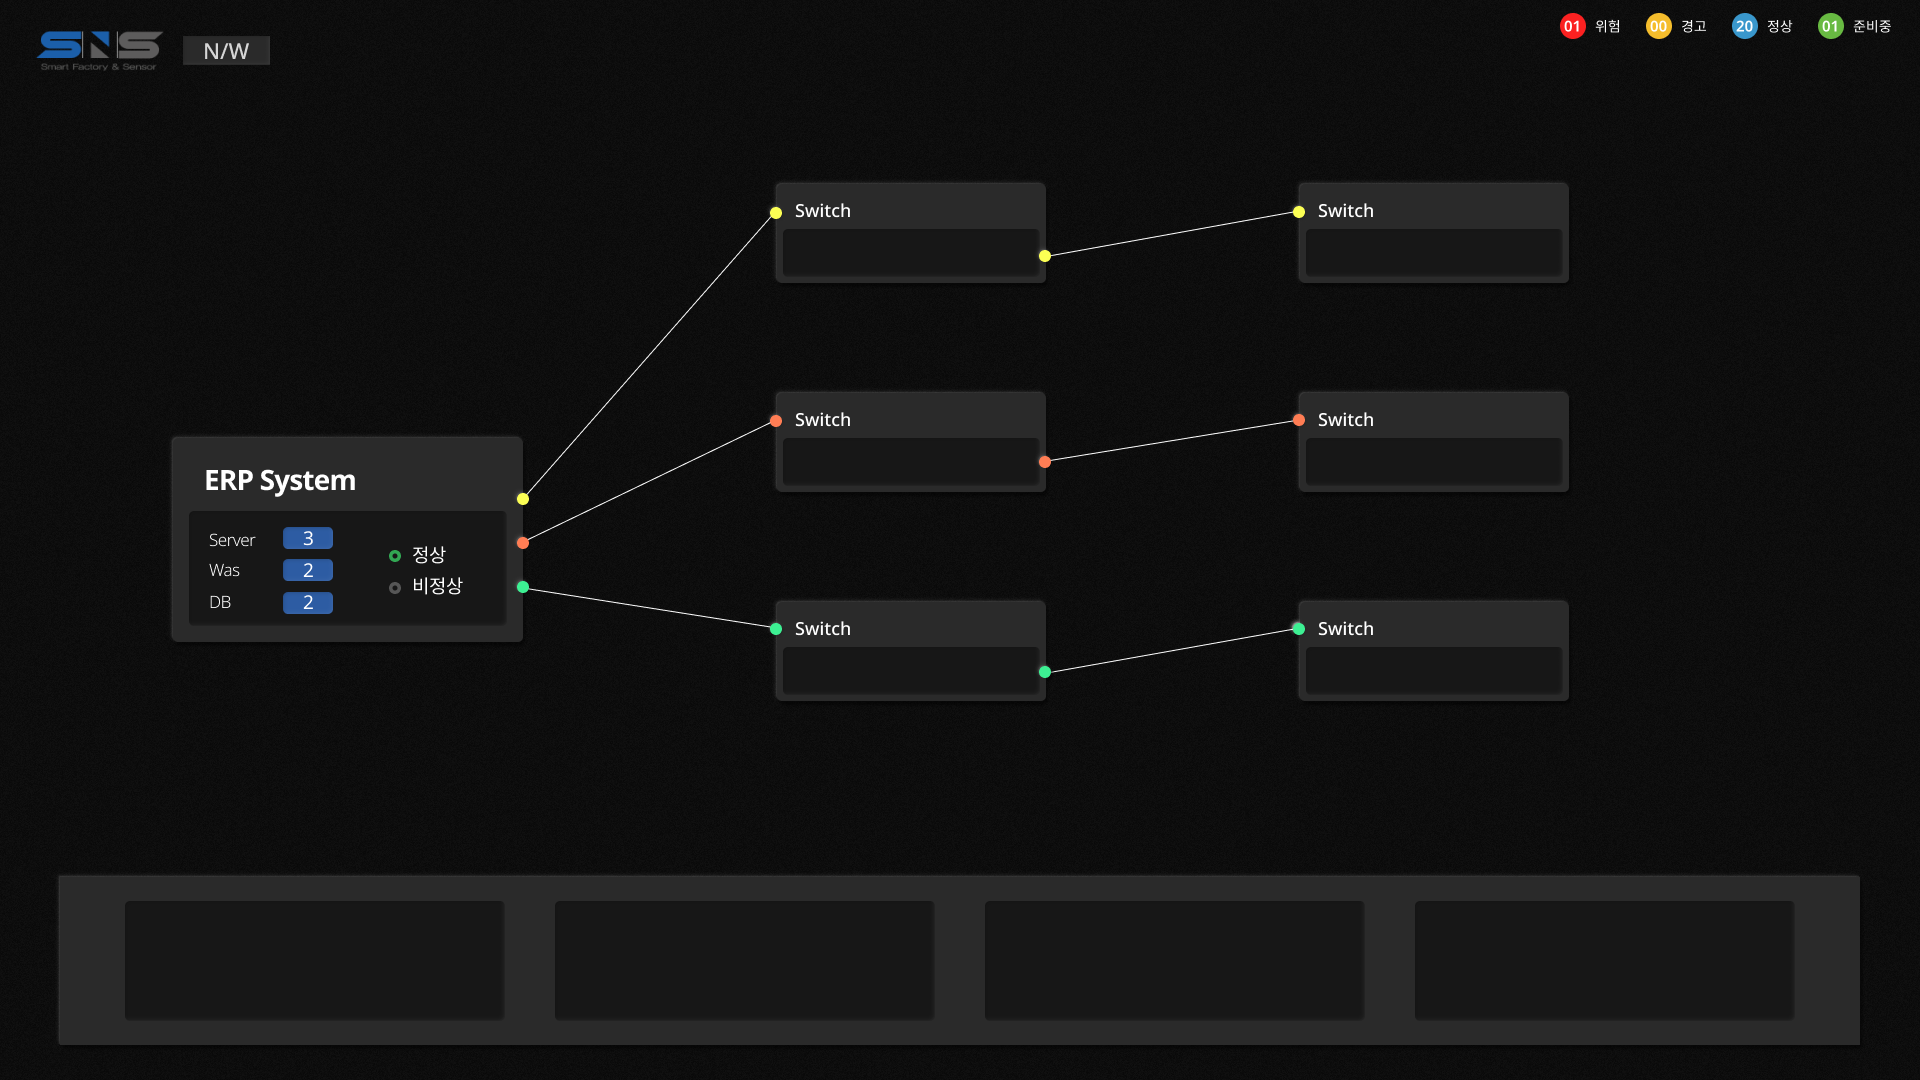 SNS
Smart Factory & Sensor
N/W
01 위험 00 경고 20 정상 01 준비중
Switch
Switch
Switch
Switch
ERP System
Server 3
Was 2
DB 2
정상
비정상
Switch
Switch